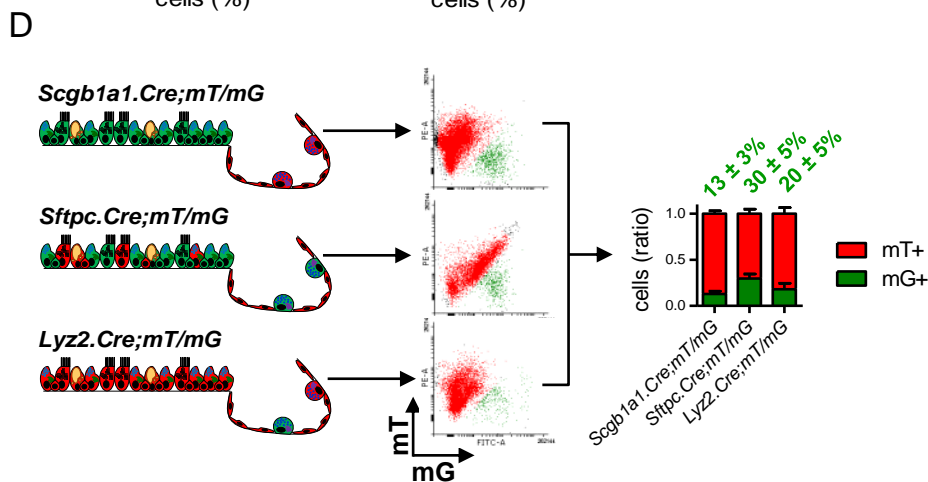 cells (%)
cells (%)
D
Scgb1a1.Cre;mT/mG
Sftpc.Cre;mT/mG
Lyz2.Cre;mT/mG
262144
PE-A
PE-A
PE-A
FITC-A
262144
mT
mG
13 ± 3%
30 ± 5%
20 ± 5%
cells (ratio)
1.0
0.5
0.0
Scgb1a1.Cre;mT/mG
Sftpc.Cre;mT/mG
Lyz2.Cre;mT/mG
mT+
mG+